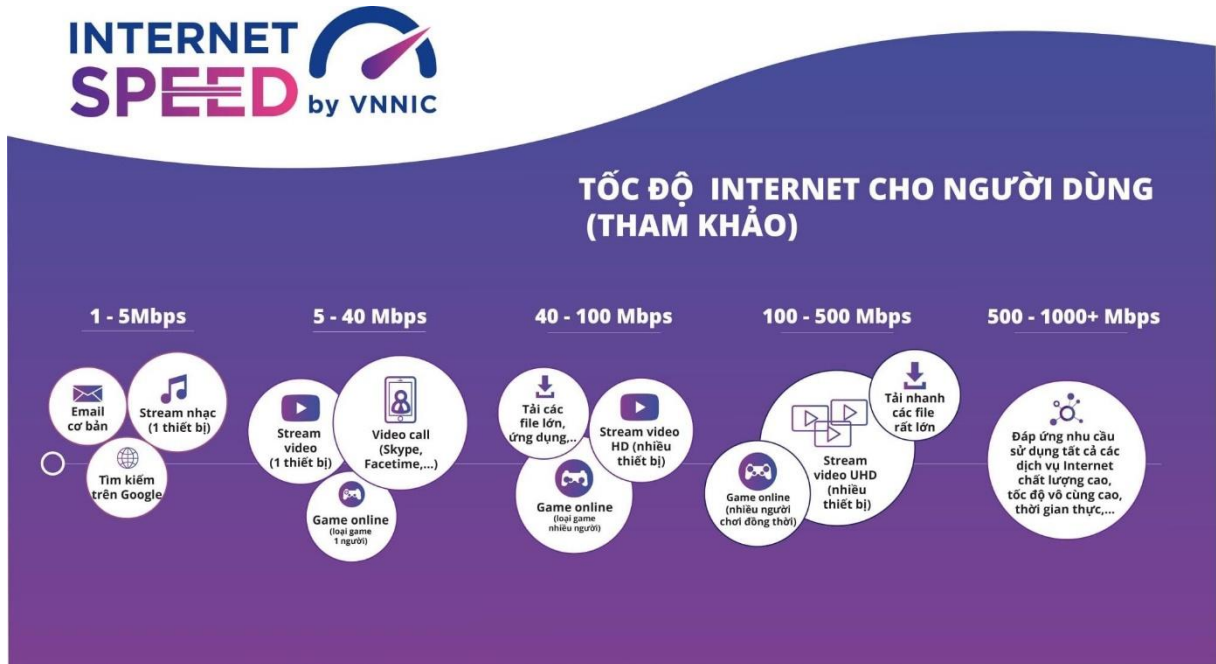 INTERNET
SPEED by VNNIC
TỐC ĐỘ INTERNET CHO NGƯỜI DÙNG
(THAM KHẢO)
1 - 5Mbps
Email
cơ bản
Stream nhạc
(1 thiết bị)
Tìm kiếm
trên Google
5 - 40 Mbps
Stream
video
(1 thiết bị)
Video call
(Skype,
Facetime,...)
Game online
(loại game
1 người)
40 - 100 Mbps
Tải các
file lớn,
ứng dụng...
Stream video
HD (nhiều
thiết bị)
Game online
(loại game
nhiều người)
100 - 500 Mbps
Game online
(nhiều người
chơi đồng thời)
Stream
video UHD
(nhiều
thiết bị)
Tải nhanh
các file
rất lớn
500 - 1000+ Mbps
Đáp ứng nhu cầu
sử dụng tất cả các
dịch vụ Internet
chất lượng cao,
tốc độ vô cùng cao,
thời gian thực,...